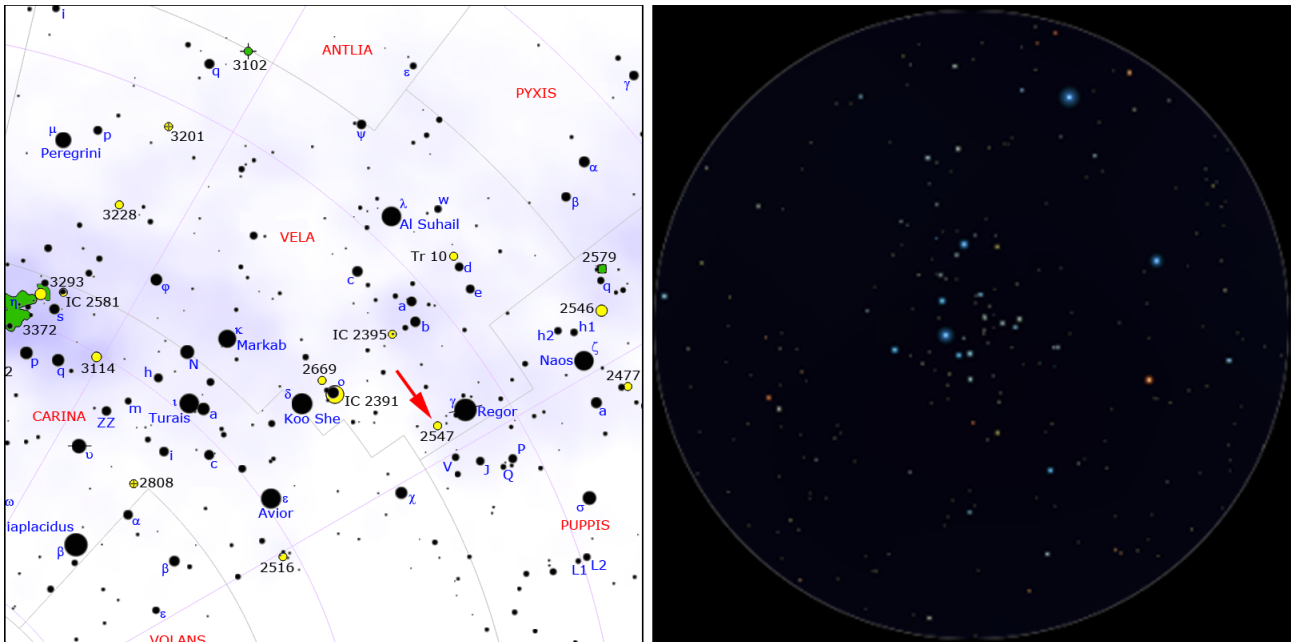 i
ANTLIA
3102
q
ε
PYXIS
γ
μ
p
Peregrini
3201
ψ
α
β
λ
w
Al Suhail
3228
VELA
Tr 10
d
2579
q
3293
IC 2581
η
s
3372
φ
c
a
e
b
2546
h2
h1
IC 2395
κ
Markab
ζ
Naos
p
q
3114
N
2669
2477
2
h
δ
o
IC 2391
Koo She
γ
Regor
a
CARINA
m
ZZ
ι
Turais
a
2547
υ
i
c
V
J
P
Q
2808
ω
ε
Avior
χ
σ
PUPPIS
iaplacidus
α
β
β
2516
L1
L2
ε
VOLANS